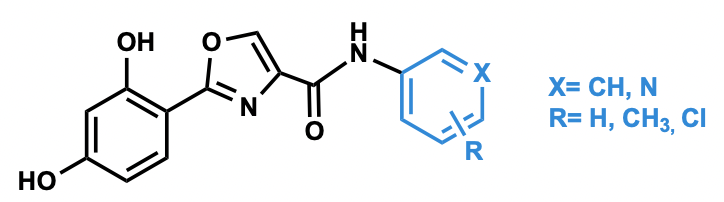 OH
HO
O
N
O
H
N
X
R
X= CH, N
R= H, CH₃, Cl